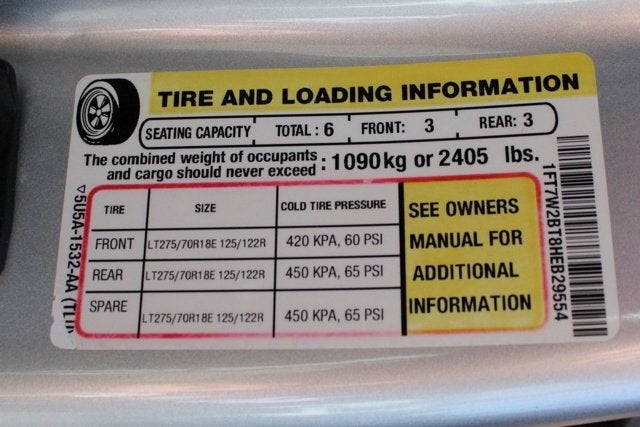 TIRE AND LOADING INFORMATION
SEATING CAPACITY TOTAL : 6 FRONT: 3 REAR: 3
The combined weight of occupants and cargo should never exceed : 1090kg or 2405 lbs.
TIRE SIZE COLD TIRE PRESSURE
FRONT LT275/70R18E 125/122R 420 KPA, 60 PSI
REAR LT275/70R18E 125/122R 450 KPA, 65 PSI
SPARE LT275/70R18E 125/122R 450 KPA, 65 PSI
SEE OWNERS
MANUAL FOR
ADDITIONAL
INFORMATION
1FT7W2BT8HEB29554
5U5A-1532-AA